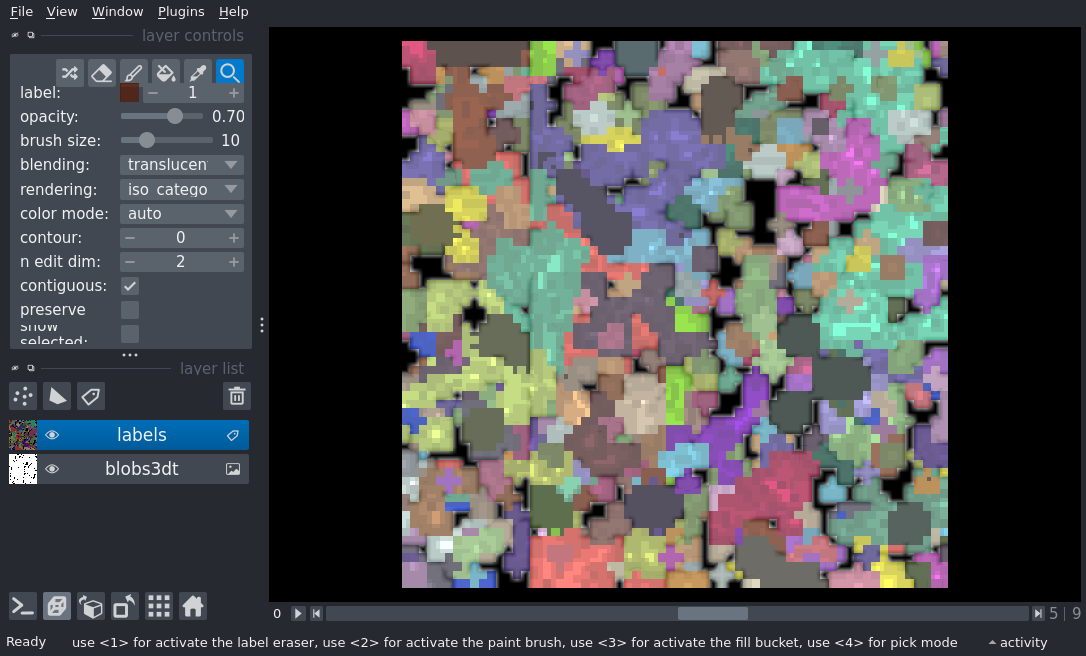 File View Window Plugins Help
layer controls
label: 1
opacity: 0.70
brush size: 10
blending: translucen
rendering: iso_catego
color mode: auto
contour: 0
n edit dim: 2
contiguous:
preserve
show
selected:
layer list
labels
blobs3dt
0 5 | 9
Ready use <1> for activate the label eraser, use <2> for activate the paint brush, use <3> for activate the fill bucket, use <4> for pick mode activity